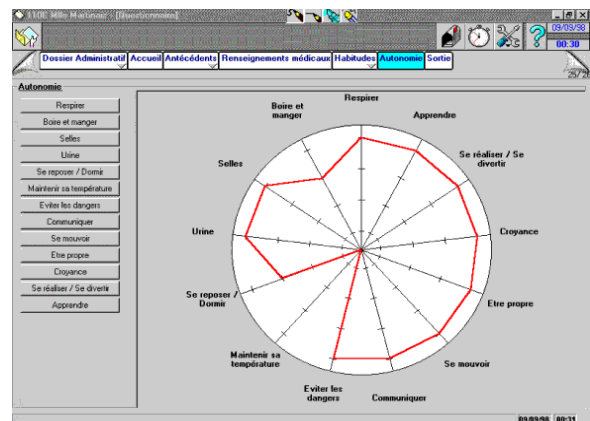 110E Mlle Martinair : [Questionnaire]
09/09/98
00:30
Dossier Administratif Accueil Antécédents Renseignements médicaux Habitudes Autonomie Sortie
Autonomie
Respirer
Boire et manger
Selles
Urine
Se reposer / Dormir
Maintenir sa température
Eviter les dangers
Communiquer
Se mouvoir
Etre propre
Croyance
Se réaliser / Se divertir
Apprendre
Respirer
Boire et
manger
Apprendre
Se réaliser / Se
divertir
Selles
Urine
Croyance
Se reposer /
Dormir
Etre propre
Maintenir sa
température
Se mouvoir
Eviter les
dangers
Communiquer
09/09/98 00:31